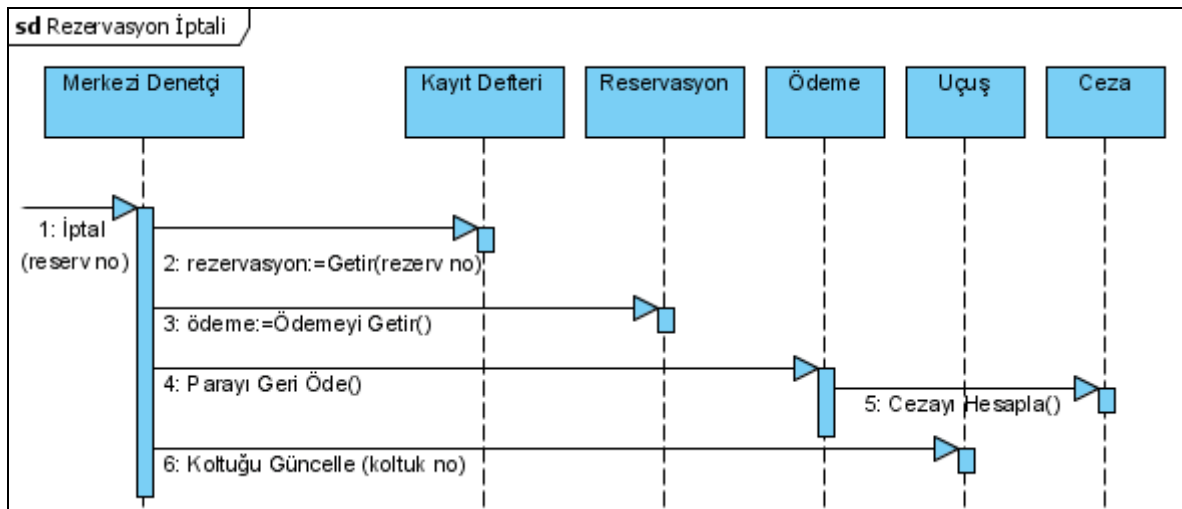 sd Rezervasyon İptali
Merkezi Denetçi
Kayıt Defteri
Reservasyon
Ödeme
Uçuş
Ceza
1: İptal
(reserv no)
2: rezervasyon:=Getir(rezerv no)
3: ödeme:=Ödemeyi Getir()
4: Parayı Geri Öde()
5: Cezayı Hesapla()
6: Koltuğu Güncelle (koltuk no)